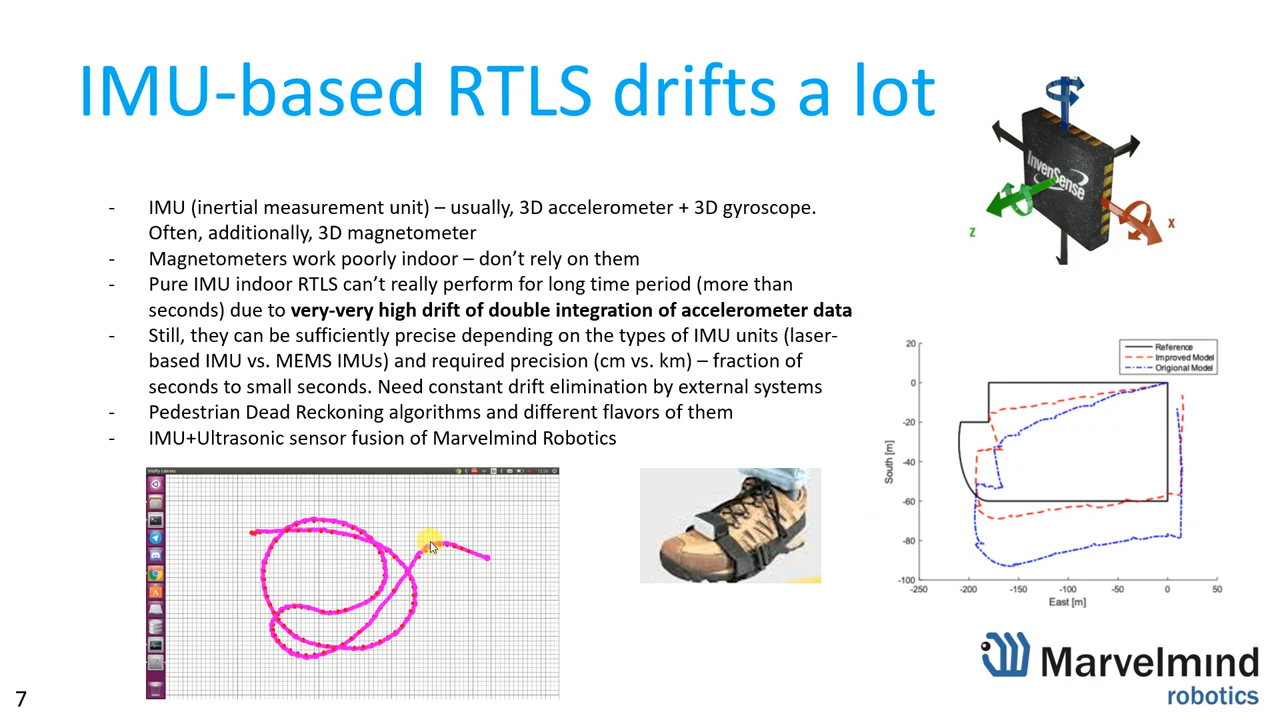 IMU-based RTLS drifts a lot
InvenSense
Z
X
- IMU (inertial measurement unit) – usually, 3D accelerometer + 3D gyroscope.
Often, additionally, 3D magnetometer
- Magnetometers work poorly indoor – don’t rely on them
- Pure IMU indoor RTLS can’t really perform for long time period (more than
seconds) due to very-very high drift of double integration of accelerometer data
- Still, they can be sufficiently precise depending on the types of IMU units (laser-
based IMU vs. MEMS IMUs) and required precision (cm vs. km) – fraction of
seconds to small seconds. Need constant drift elimination by external systems
- Pedestrian Dead Reckoning algorithms and different flavors of them
- IMU+Ultrasonic sensor fusion of Marvelmind Robotics
VisPy canvas
Reference
Improved Model
Origional Model
20
0
-20
-40
-60
-80
-100
South [m]
-250 -200 -150 -100 -50 0 50
East [m]
Marvelmind
robotics
7